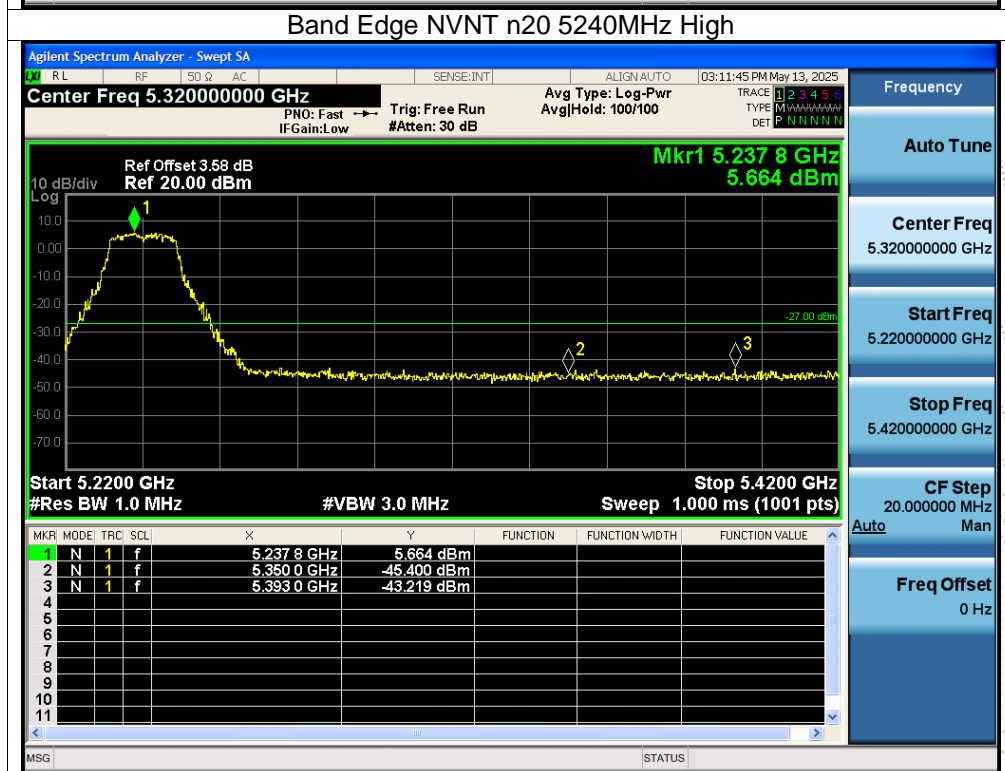 Band Edge NVNT n20 5240MHz High
Agilent Spectrum Analyzer - Swept SA
LXI RL RF 50 Ω AC SENSE:INT ALIGN AUTO 03:11:45 PM May 13, 2025
Center Freq 5.320000000 GHz
PNO: Fast
IFGain:Low
Trig: Free Run
#Atten: 30 dB
Avg Type: Log-Pwr
Avg|Hold: 100/100
TRACE 1 2 3 4 5 6
TYPE M
DET P N N N N N
Mkr1 5.237 8 GHz
5.664 dBm
Ref Offset 3.58 dB
10 dB/div Ref 20.00 dBm
Log
10.0
0.00
-10.0
-20.0
-30.0
-40.0
-50.0
-60.0
-70.0
1
2
3
-27.00 dBm
Start 5.2200 GHz Stop 5.4200 GHz
#Res BW 1.0 MHz #VBW 3.0 MHz Sweep 1.000 ms (1001 pts)
MKR MODE TRC SCL X Y FUNCTION FUNCTION WIDTH FUNCTION VALUE
1 N 1 f 5.237 8 GHz 5.664 dBm
2 N 1 f 5.350 0 GHz -45.400 dBm
3 N 1 f 5.393 0 GHz -43.219 dBm
4
5
6
7
8
9
10
11
MSG STATUS
Frequency
Auto Tune
Center Freq
5.320000000 GHz
Start Freq
5.220000000 GHz
Stop Freq
5.420000000 GHz
CF Step
20.000000 MHz
Auto Man
Freq Offset
0 Hz